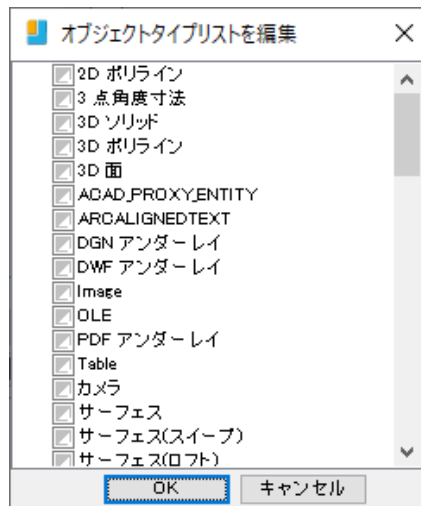 オブジェクトタイプリストを編集
2D ポリライン
3 点角度寸法
3D ソリッド
3D ポリライン
3D 面
ACAD_PROXY_ENTITY
ARCALIGNEDTEXT
DGN アンダーレイ
DWF アンダーレイ
Image
OLE
PDF アンダーレイ
Table
カメラ
サーフェス
サーフェス(スイープ)
サーフェス(ロフト)
OK キャンセル